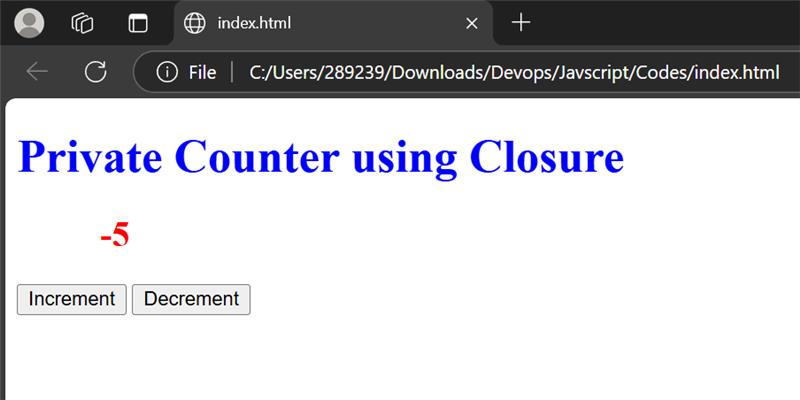 index.html
File C:/Users/289239/Downloads/Devops/Javscript/Codes/index.html
Private Counter using Closure
-5
Increment Decrement